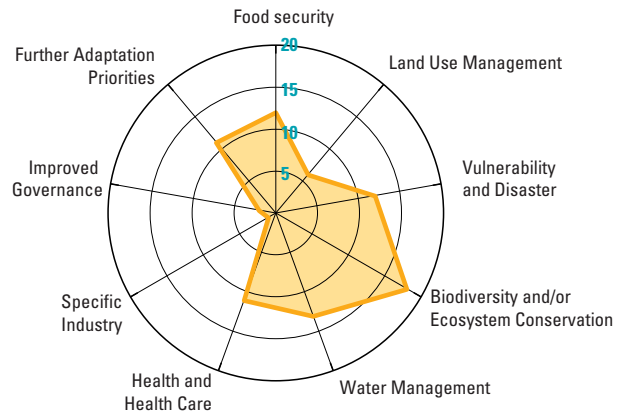 Food security
20
15
10
5
Land Use Management
Vulnerability
and Disaster
Biodiversity and/or
Ecosystem Conservation
Water Management
Health and
Health Care
Specific
Industry
Improved
Governance
Further Adaptation
Priorities